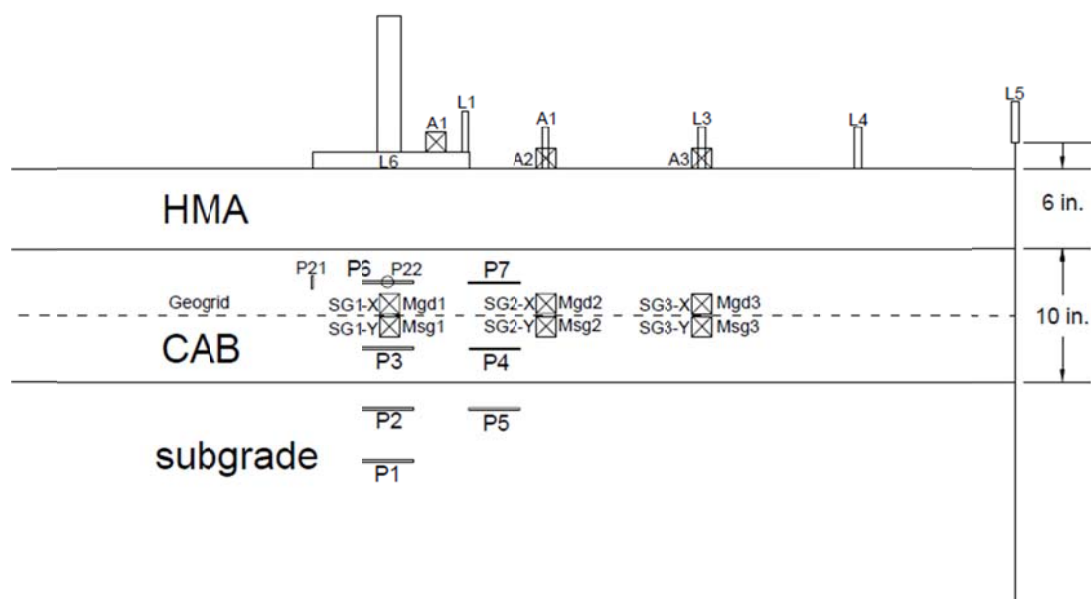 L5
L1
A1
A1
L3
L4
L6
A2
A3
HMA
6 in.
P21
P6
P22
P7
Geogrid
SG1-X Mgd1
SG2-X Mgd2
SG3-X Mgd3
10 in.
SG1-Y Msg1
SG2-Y Msg2
SG3-Y Msg3
CAB
P3
P4
P2
P5
subgrade
P1